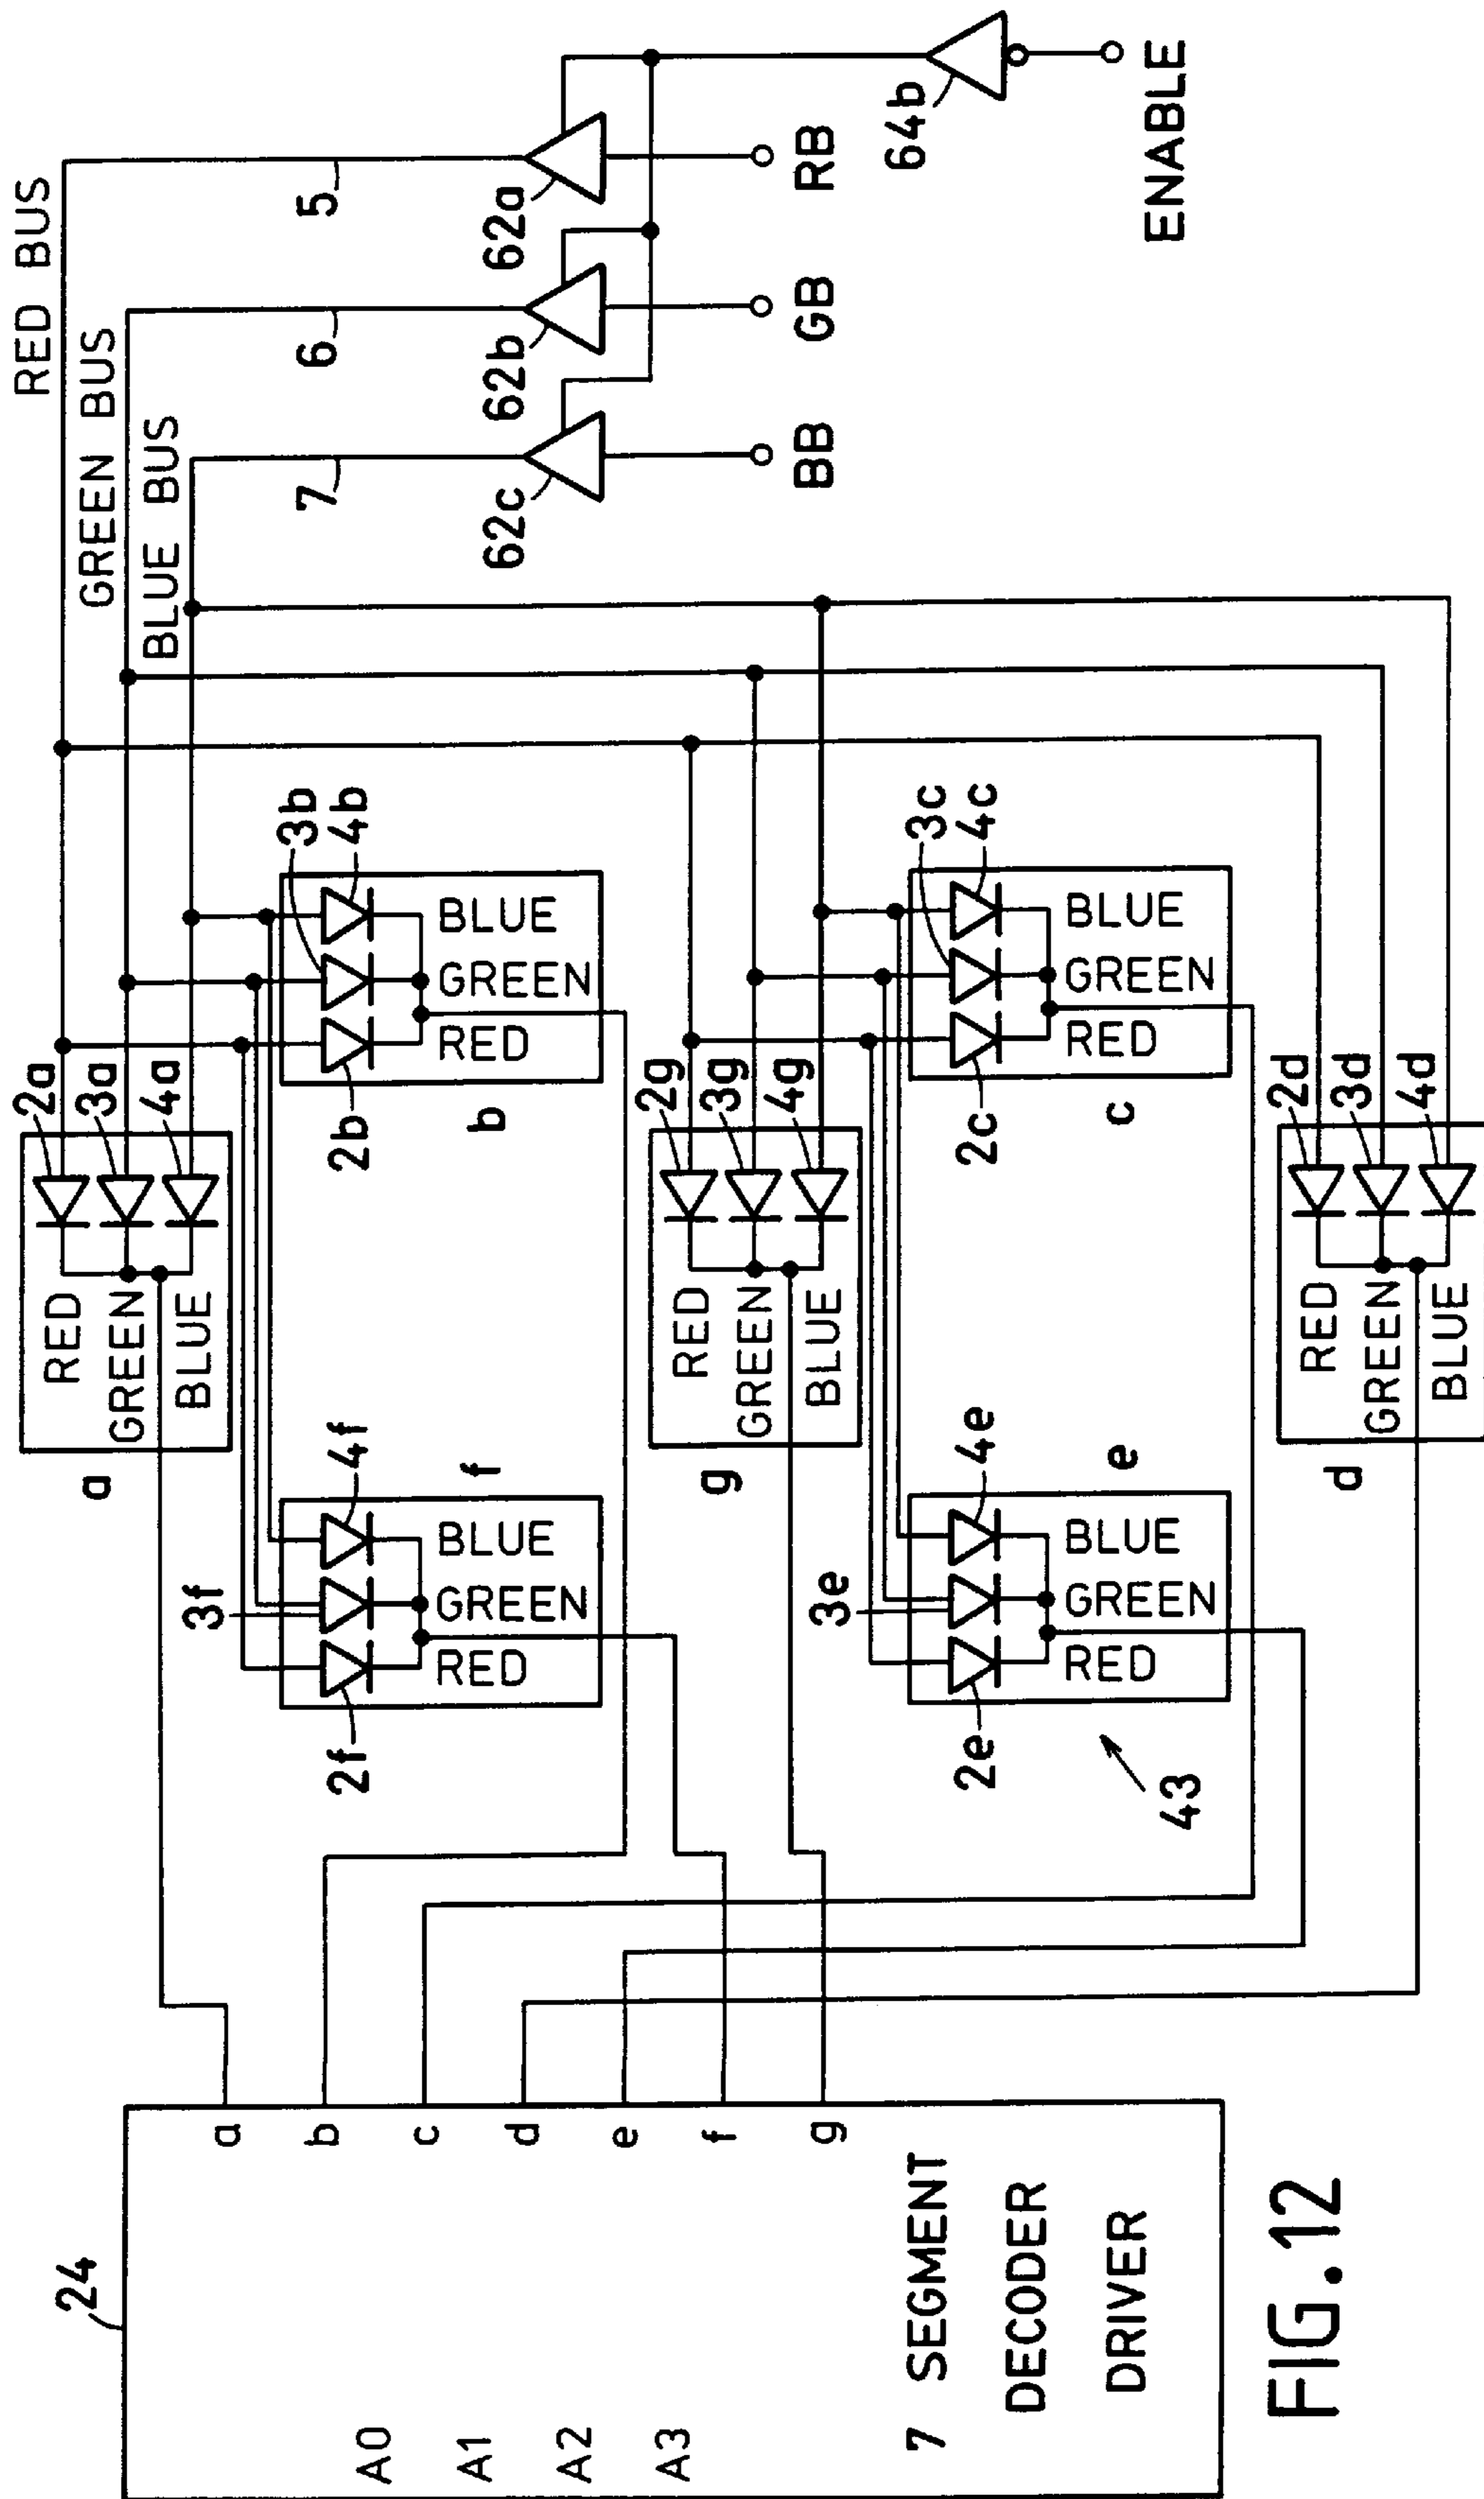 24
A0
A1
A2
A3
7 SEGMENT
DECODER
DRIVER
a
b
c
d
e
f
g
a
RED
GREEN
BLUE
2a
3a
4a
2f
3f
4f
f
BLUE
GREEN
RED
2b
b
3b
4b
BLUE
GREEN
RED
g
RED
GREEN
BLUE
2g
3g
4g
2e
3e
4e
e
BLUE
GREEN
RED
43
2c
c
3c
4c
BLUE
GREEN
RED
d
RED
GREEN
BLUE
2d
3d
4d
RED BUS
GREEN BUS
BLUE BUS
5
6
7
62a
62b
62c
RB
GB
BB
64b
ENABLE
FIG.12